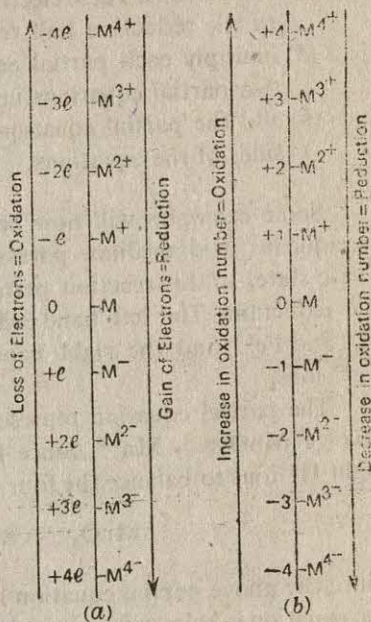 Loss of Electrons = Oxidation
-4e M⁴⁺
-3e M³⁺
-2e M²⁺
-e M⁺
0 M
+e M⁻
+2e M²⁻
+3e M³⁻
+4e M⁴⁻
Gain of Electrons = Reduction
(a)
Increase in oxidation number = Oxidation
+4 M⁴⁺
+3 M³⁺
+2 M²⁺
+1 M⁺
0 M
-1 M⁻
-2 M²⁻
-3 M³⁻
-4 M⁴⁻
Decrease in oxidation number = Reduction
(b)